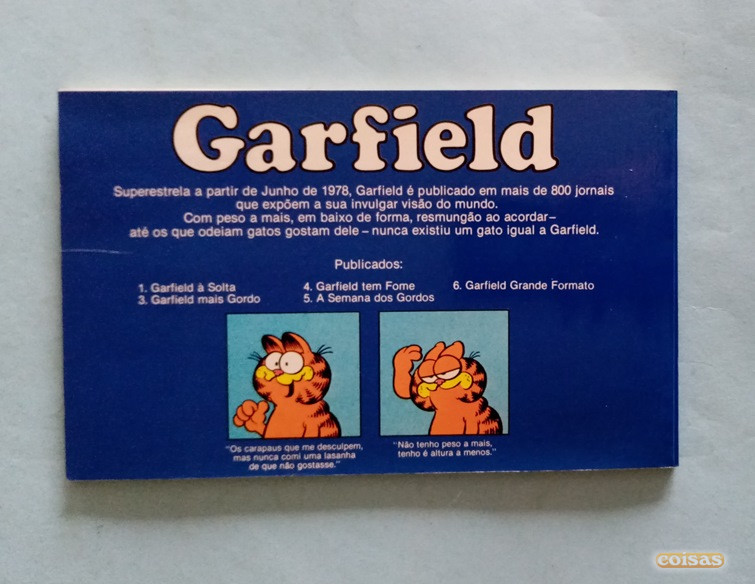 Garfield
Superestrela a partir de Junho de 1978, Garfield é publicado em mais de 800 jornais
que expõem a sua invulgar visão do mundo.
Com peso a mais, em baixo de forma, resmungão ao acordar–
até os que odeiam gatos gostam dele – nunca existiu um gato igual a Garfield.
Publicados:
1. Garfield à Solta
3. Garfield mais Gordo
4. Garfield tem Fome
5. A Semana dos Gordos
6. Garfield Grande Formato
"Os carapaus que me desculpem,
mas nunca comi uma lasanha
de que não gostasse."
"Não tenho peso a mais,
tenho é altura a menos."
coisas